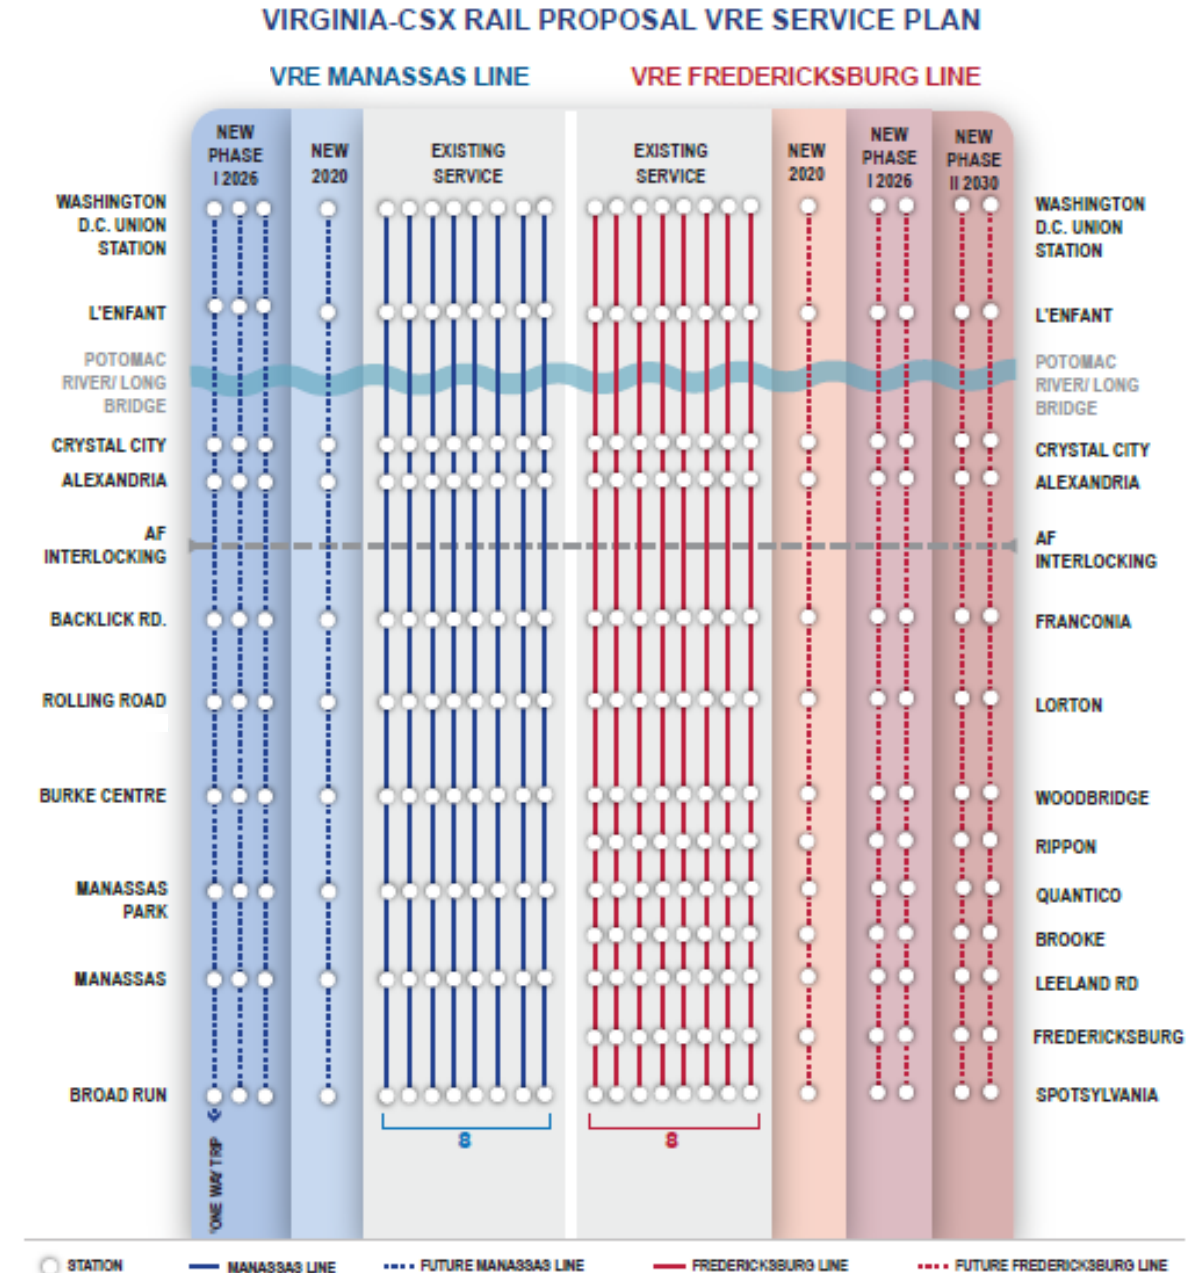 VIRGINIA-CSX RAIL PROPOSAL VRE SERVICE PLAN
VRE MANASSAS LINE
VRE FREDERICKSBURG LINE
NEW
PHASE
I 2026
NEW
2020
EXISTING
SERVICE
EXISTING
SERVICE
NEW
2020
NEW
PHASE
I 2026
NEW
PHASE
II 2030
WASHINGTON
D.C. UNION
STATION
L'ENFANT
POTOMAC
RIVER/ LONG
BRIDGE
CRYSTAL CITY
ALEXANDRIA
AF
INTERLOCKING
BACKLICK RD.
ROLLING ROAD
BURKE CENTRE
MANASSAS
PARK
MANASSAS
BROAD RUN
WASHINGTON
D.C. UNION
STATION
L'ENFANT
POTOMAC
RIVER/ LONG
BRIDGE
CRYSTAL CITY
ALEXANDRIA
AF
INTERLOCKING
FRANCONIA
LORTON
WOODBRIDGE
RIPPON
QUANTICO
BROOKE
LEELAND RD
FREDERICKSBURG
SPOTSYLVANIA
8
8
*ONE WAY TRIP
STATION
MANASSAS LINE
FUTURE MANASSAS LINE
FREDERICKSBURG LINE
FUTURE FREDERICKSBURG LINE